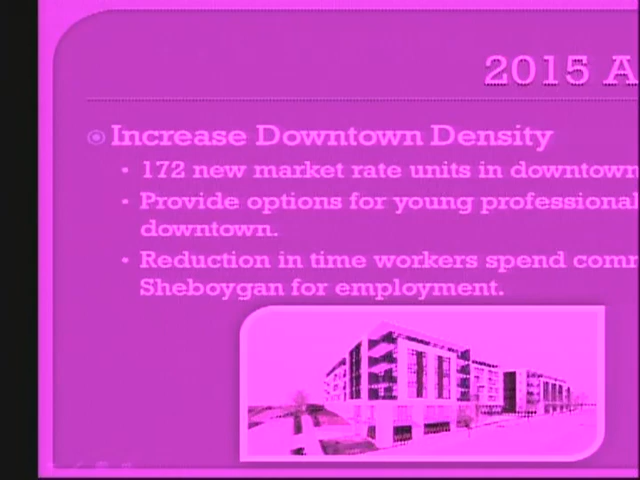 2015 A
Increase Downtown Density
172 new market rate units in downtown
Provide options for young professional
downtown.
Reduction in time workers spend comm
Sheboygan for employment.